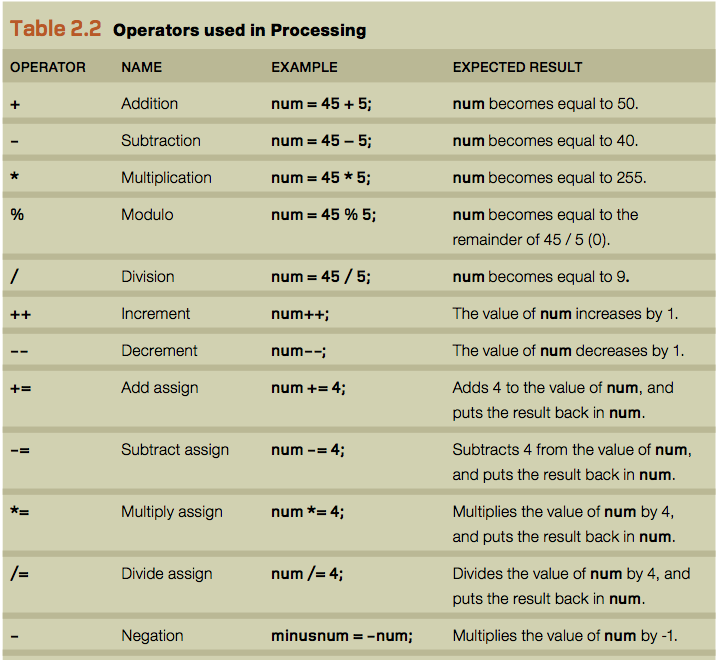 Table 2.2 Operators used in Processing
OPERATOR NAME EXAMPLE EXPECTED RESULT
+ Addition num = 45 + 5; num becomes equal to 50.
– Subtraction num = 45 – 5; num becomes equal to 40.
* Multiplication num = 45 * 5; num becomes equal to 255.
% Modulo num = 45 % 5; num becomes equal to the
remainder of 45 / 5 (0).
/ Division num = 45 / 5; num becomes equal to 9.
++ Increment num++; The value of num increases by 1.
-- Decrement num--; The value of num decreases by 1.
+= Add assign num += 4; Adds 4 to the value of num, and
puts the result back in num.
-= Subtract assign num -= 4; Subtracts 4 from the value of num,
and puts the result back in num.
*= Multiply assign num *= 4; Multiplies the value of num by 4,
and puts the result back in num.
/= Divide assign num /= 4; Divides the value of num by 4, and
puts the result back in num.
– Negation minusnum = -num; Multiplies the value of num by -1.